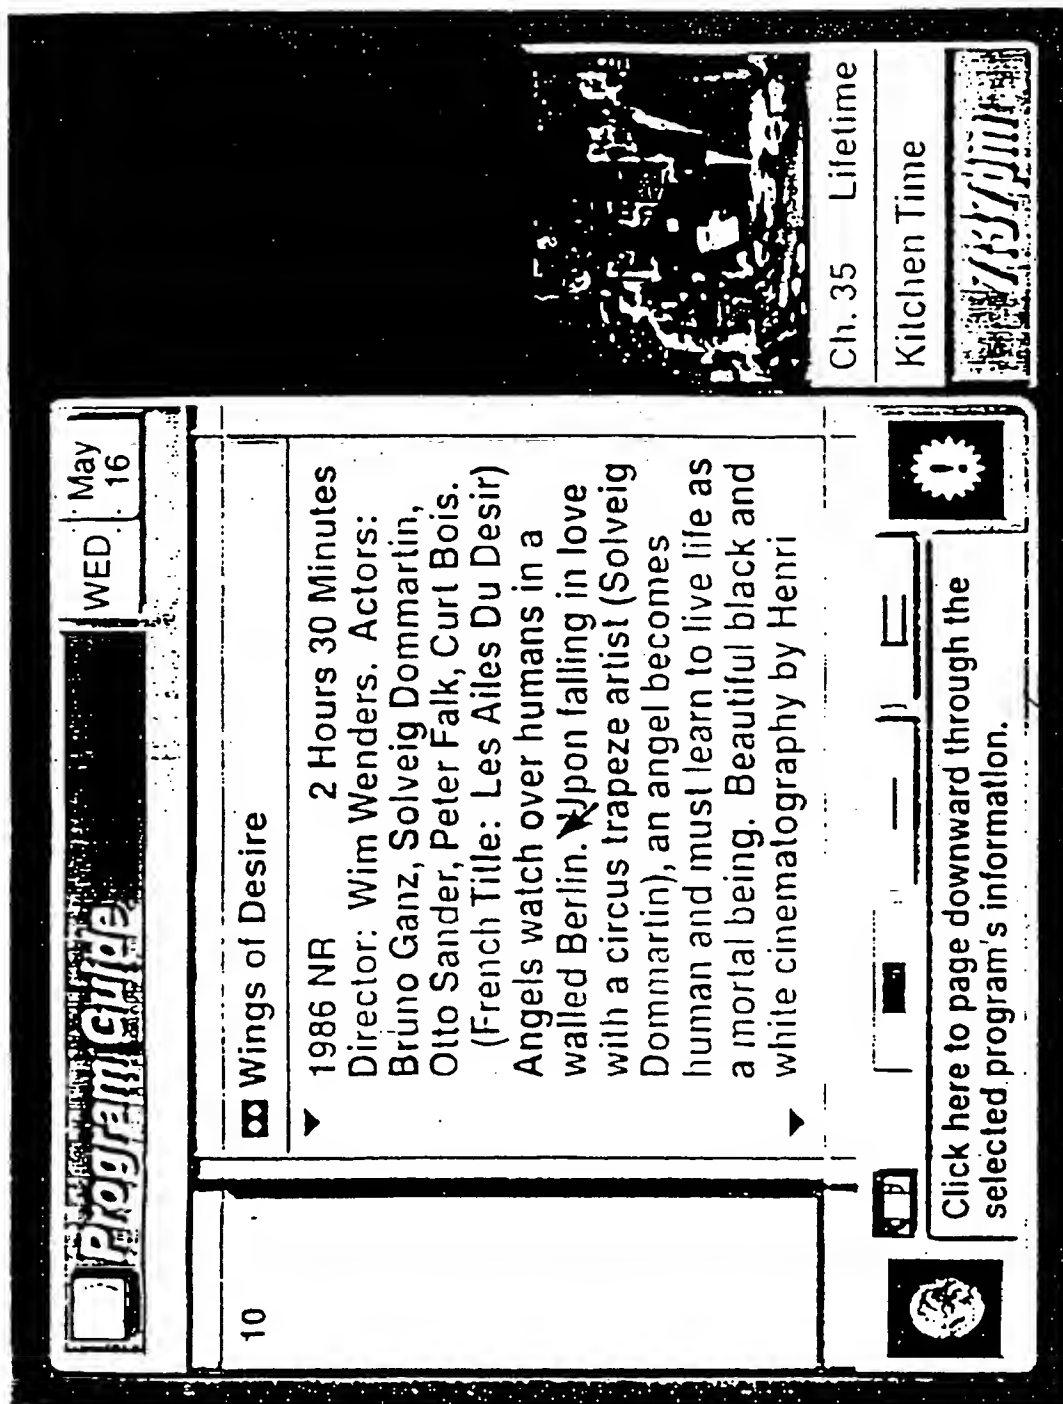 Program Guide
WED May
16
10
Wings of Desire
1986 NR 2 Hours 30 Minutes
Director: Wim Wenders. Actors:
Bruno Ganz, Solveig Dommartin,
Otto Sander, Peter Falk, Curt Bois.
(French Title: Les Ailes Du Desir)
Angels watch over humans in a
walled Berlin. Upon falling in love
with a circus trapeze artist (Solveig
Dommartin), an angel becomes
human and must learn to live life as
a mortal being. Beautiful black and
white cinematography by Henri
!
Click here to page downward through the
selected program's information.
Ch. 35 Lifetime
Kitchen Time